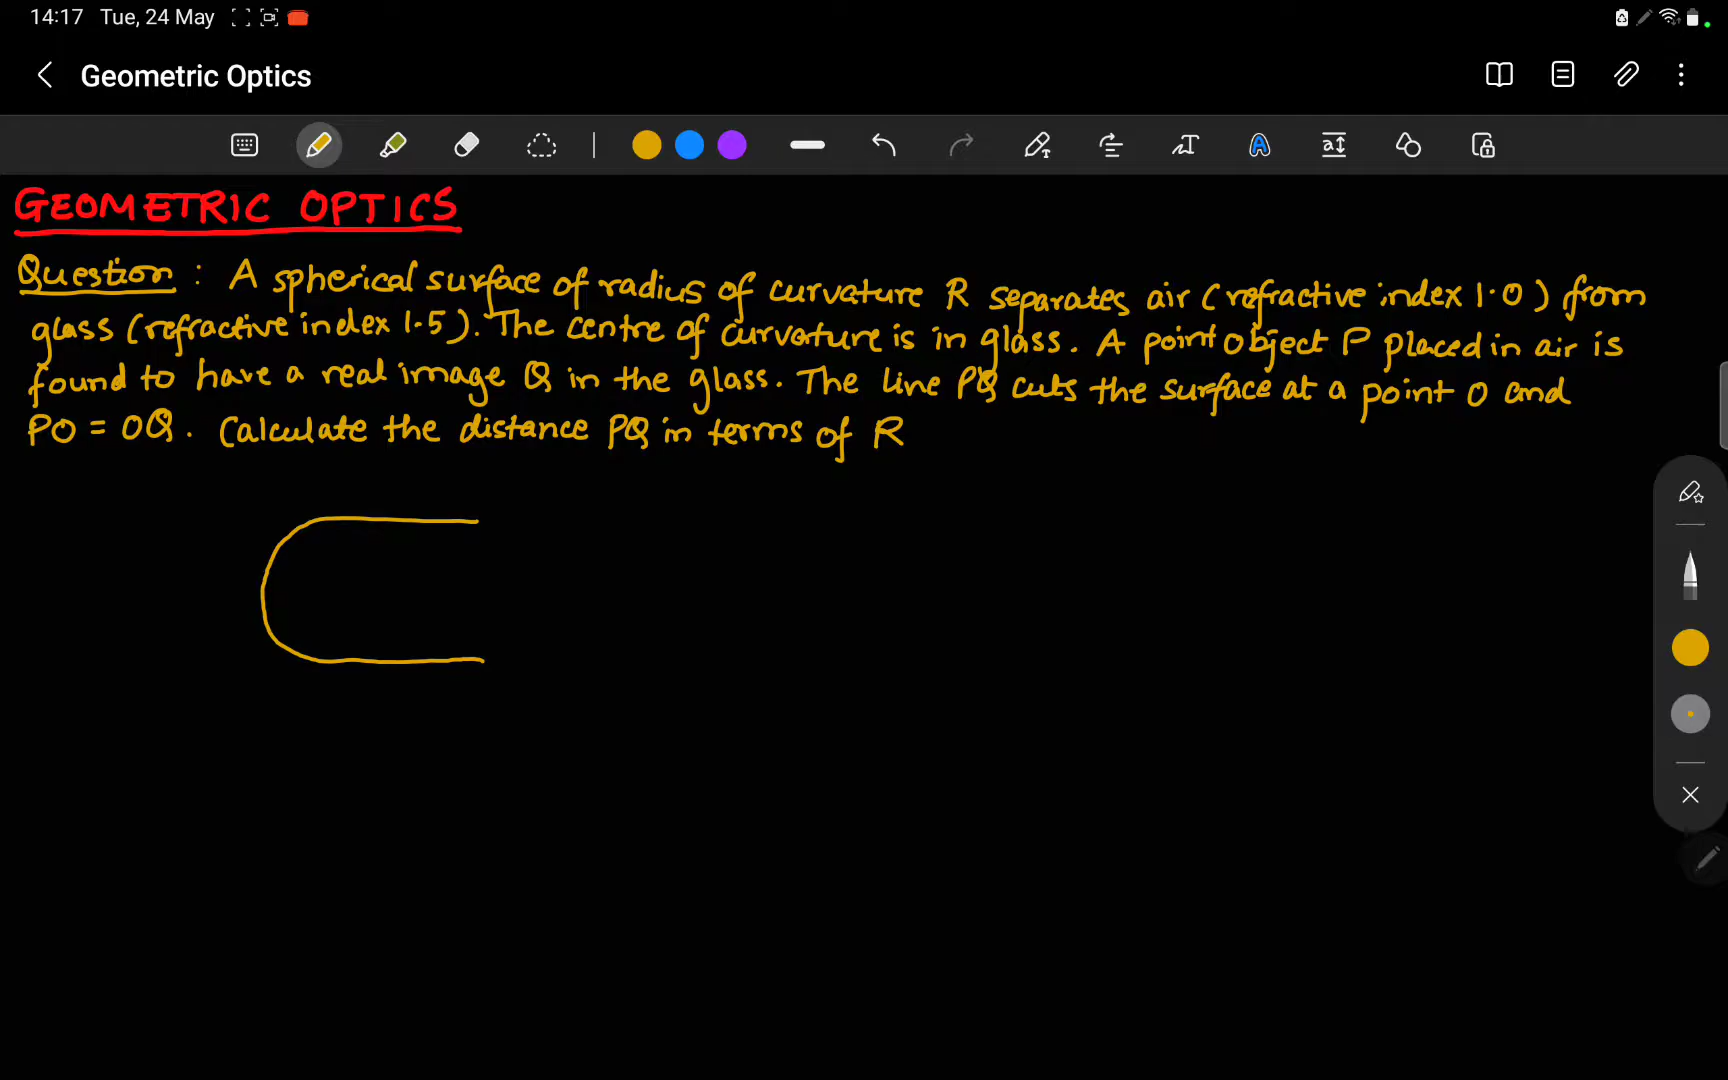 14:17 Tue, 24 May
Geometric Optics
GEOMETRIC OPTICS
Question : A spherical surface of radius of curvature R separates air (refractive index 1.0) from
glass (refractive index 1.5). The centre of curvature is in glass. A point object P placed in air is
found to have a real image Q in the glass. The line PQ cuts the surface at a point O and
PO = OQ. Calculate the distance PQ in terms of R